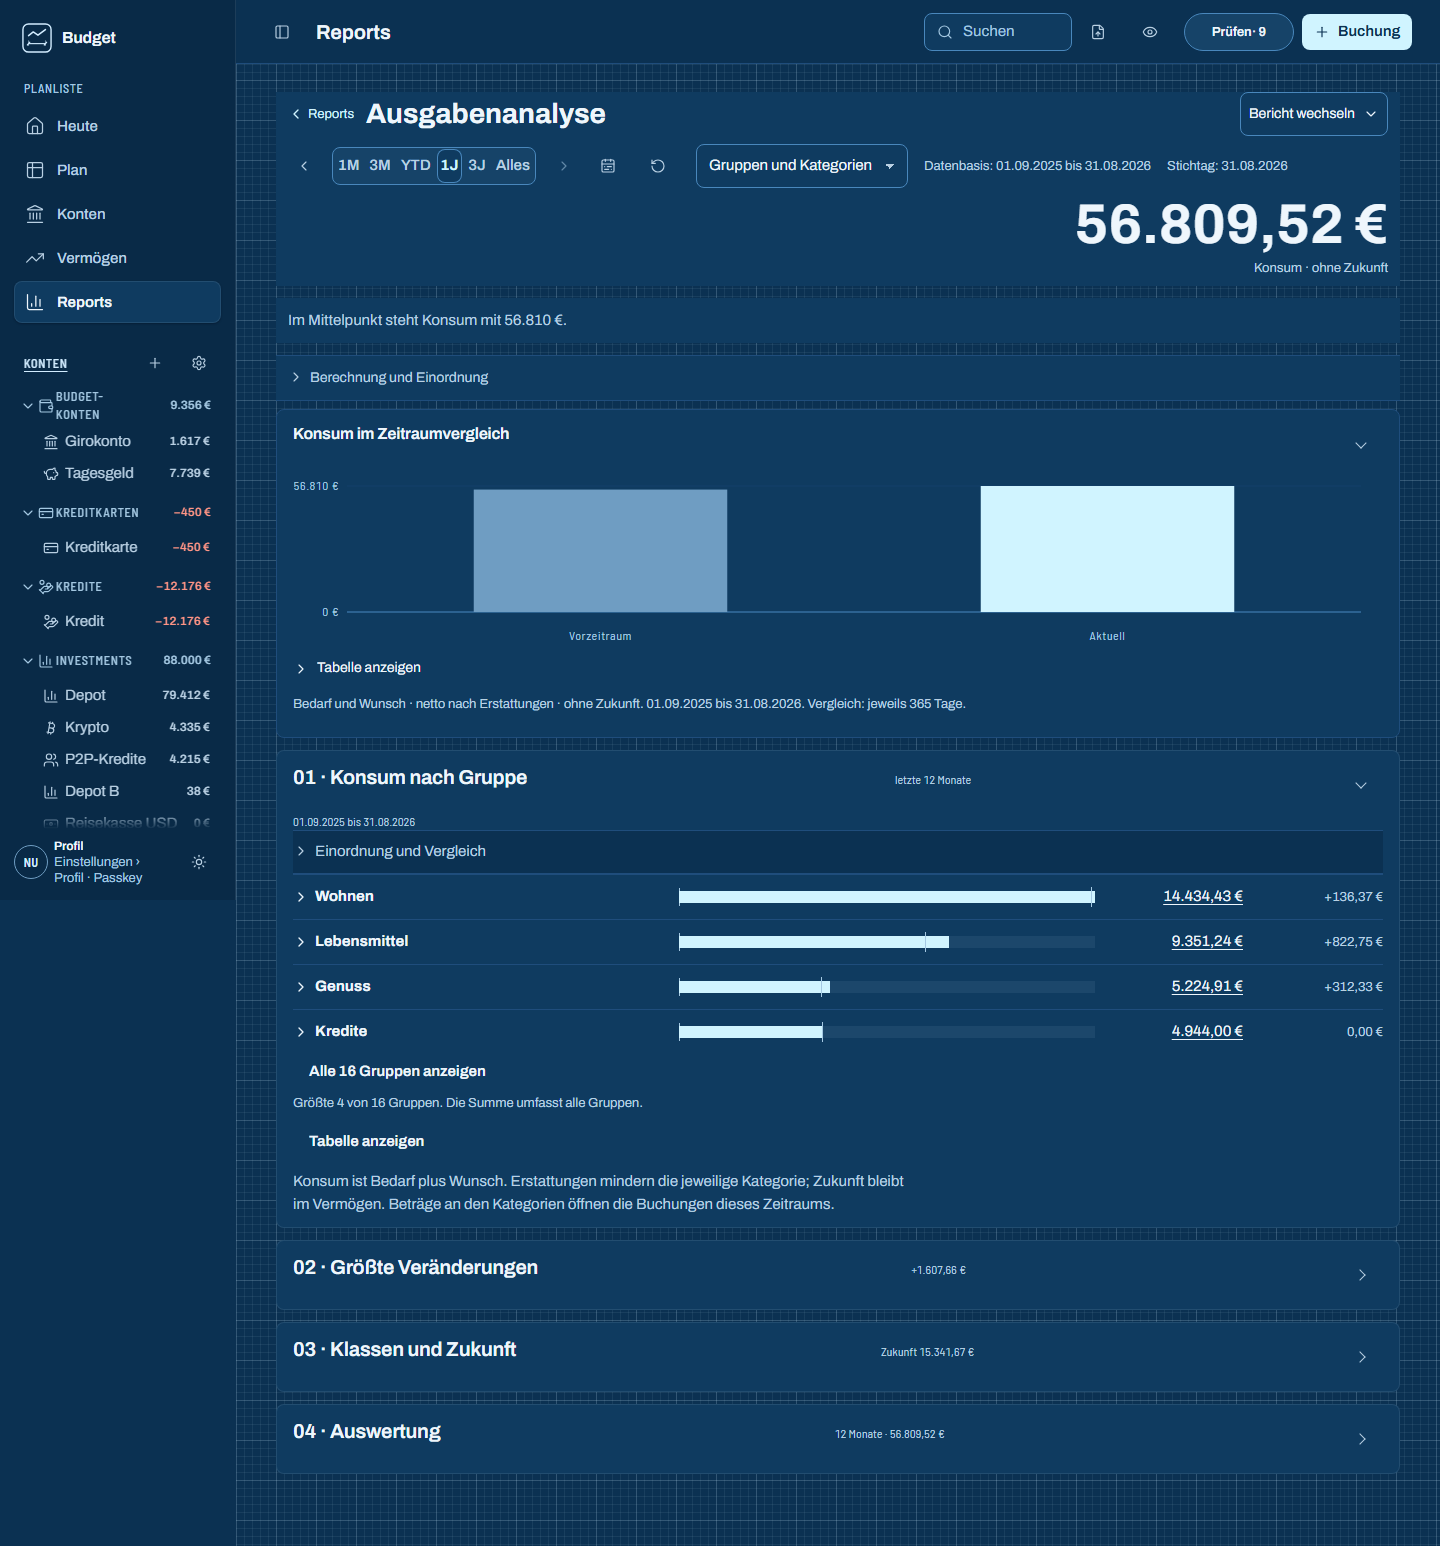 Budget
PLANLISTE
Heute
Plan
Konten
Vermögen
Reports
KONTEN
BUDGET-
KONTEN 9.356 €
Girokonto 1.617 €
Tagesgeld 7.739 €
KREDITKARTEN −450 €
Kreditkarte −450 €
KREDITE −12.176 €
Kredit −12.176 €
INVESTMENTS 88.000 €
Depot 79.412 €
Krypto 4.335 €
P2P-Kredite 4.215 €
Depot B 38 €
Reisekasse USD 0 €
NU
Profil
Einstellungen ›
Profil · Passkey
Reports
Suchen
Prüfen · 9
Buchung
Reports
Ausgabenanalyse
Bericht wechseln
1M 3M YTD 1J 3J Alles
Gruppen und Kategorien
Datenbasis: 01.09.2025 bis 31.08.2026 Stichtag: 31.08.2026
56.809,52 €
Konsum · ohne Zukunft
Im Mittelpunkt steht Konsum mit 56.810 €.
Berechnung und Einordnung
Konsum im Zeitraumvergleich
56.810 €
0 €
Vorzeitraum Aktuell
Tabelle anzeigen
Bedarf und Wunsch · netto nach Erstattungen · ohne Zukunft. 01.09.2025 bis 31.08.2026. Vergleich: jeweils 365 Tage.
01 · Konsum nach Gruppe letzte 12 Monate
01.09.2025 bis 31.08.2026
Einordnung und Vergleich
Wohnen 14.434,43 € +136,37 €
Lebensmittel 9.351,24 € +822,75 €
Genuss 5.224,91 € +312,33 €
Kredite 4.944,00 € 0,00 €
Alle 16 Gruppen anzeigen
Größte 4 von 16 Gruppen. Die Summe umfasst alle Gruppen.
Tabelle anzeigen
Konsum ist Bedarf plus Wunsch. Erstattungen mindern die jeweilige Kategorie; Zukunft bleibt
im Vermögen. Beträge an den Kategorien öffnen die Buchungen dieses Zeitraums.
02 · Größte Veränderungen +1.607,66 €
03 · Klassen und Zukunft Zukunft 15.341,67 €
04 · Auswertung 12 Monate · 56.809,52 €